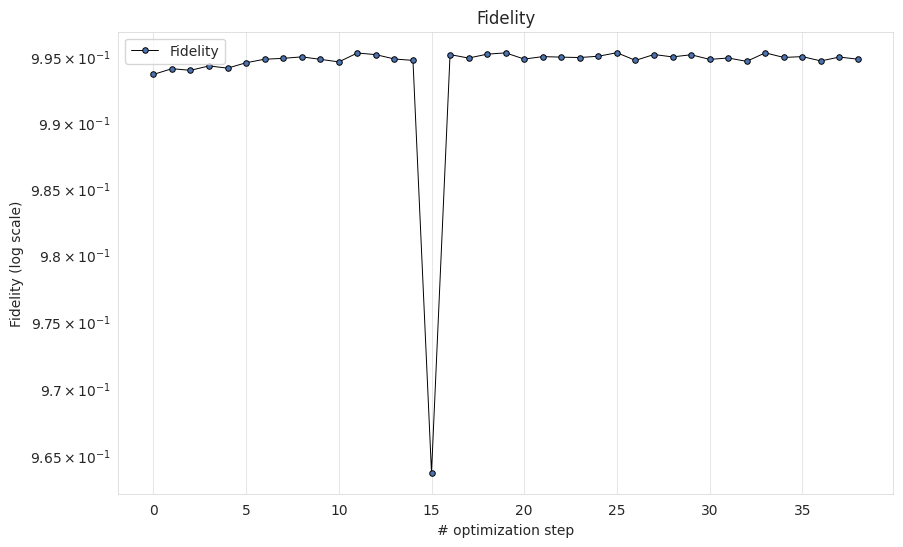 Fidelity
Fidelity
9.95 × 10⁻¹
9.9 × 10⁻¹
9.85 × 10⁻¹
9.8 × 10⁻¹
9.75 × 10⁻¹
9.7 × 10⁻¹
9.65 × 10⁻¹
Fidelity (log scale)
0 5 10 15 20 25 30 35
# optimization step